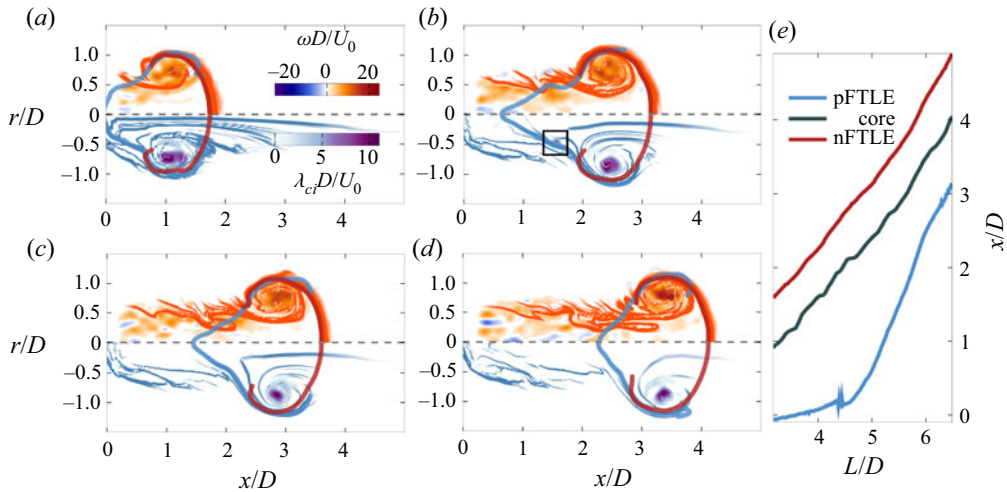 (a)
(b)
(e)
ωD/U0
−20 0 20
1.0
0.5
r/D 0
−0.5
−1.0
0 5 10
λciD/U0
0 1 2 3 4
1.0
0.5
0
−0.5
−1.0
0 1 2 3 4
(c)
(d)
1.0
0.5
r/D 0
−0.5
−1.0
0 1 2 3 4
x/D
1.0
0.5
0
−0.5
−1.0
0 1 2 3 4
x/D
pFTLE
core
nFTLE
4
3
x/D
2
1
0
4 5 6
L/D